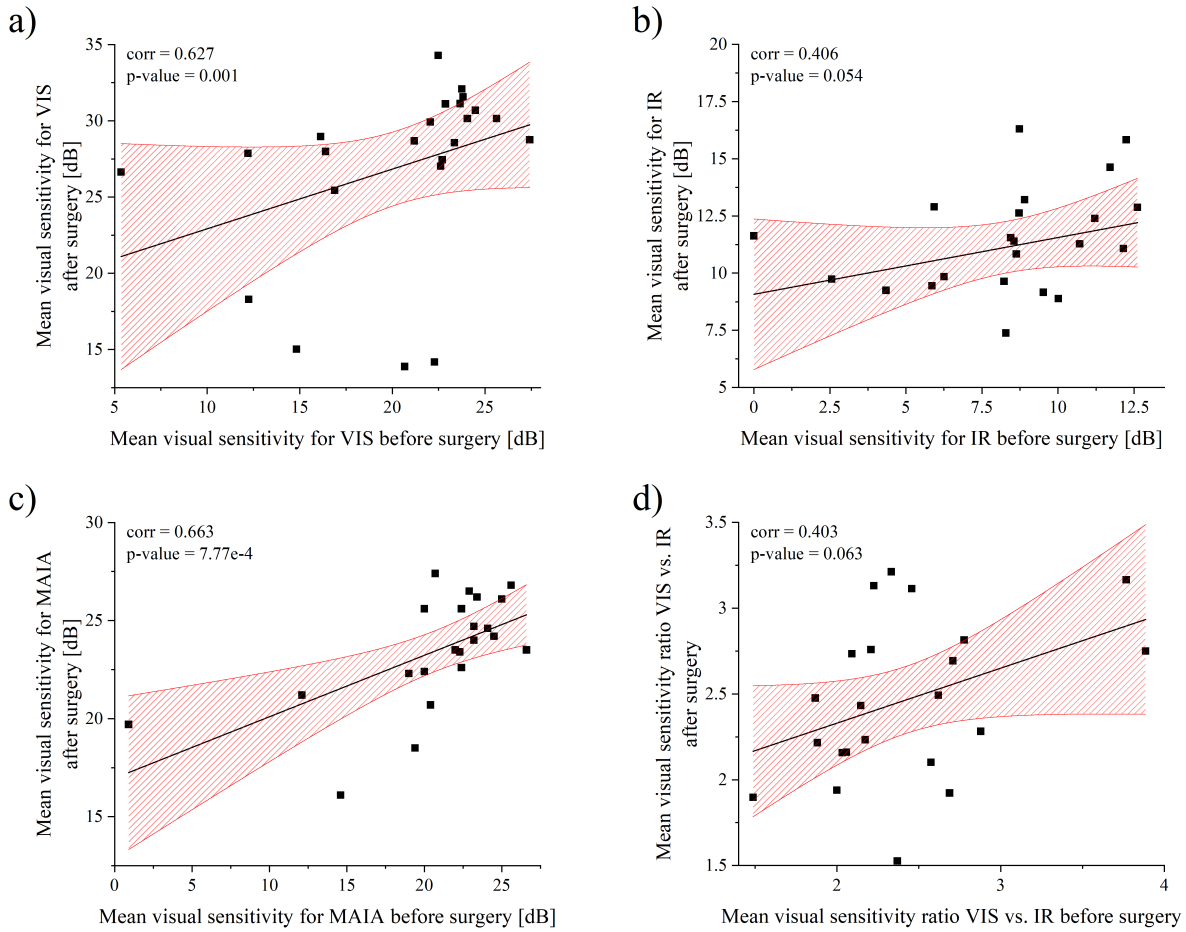 a)
corr = 0.627
p-value = 0.001
35
30
25
20
15
5
10
15
20
25
Mean visual sensitivity for VIS
after surgery [dB]
Mean visual sensitivity for VIS before surgery [dB]
b)
corr = 0.406
p-value = 0.054
20
17.5
15
12.5
10
7.5
5
0
2.5
5
7.5
10
12.5
Mean visual sensitivity for IR
after surgery [dB]
Mean visual sensitivity for IR before surgery [dB]
c)
corr = 0.663
p-value = 7.77e-4
30
25
20
15
0
5
10
15
20
25
Mean visual sensitivity for MAIA
after surgery [dB]
Mean visual sensitivity for MAIA before surgery [dB]
d)
corr = 0.403
p-value = 0.063
3.5
3
2.5
2
1.5
2
3
4
Mean visual sensitivity ratio VIS vs. IR
after surgery
Mean visual sensitivity ratio VIS vs. IR before surgery